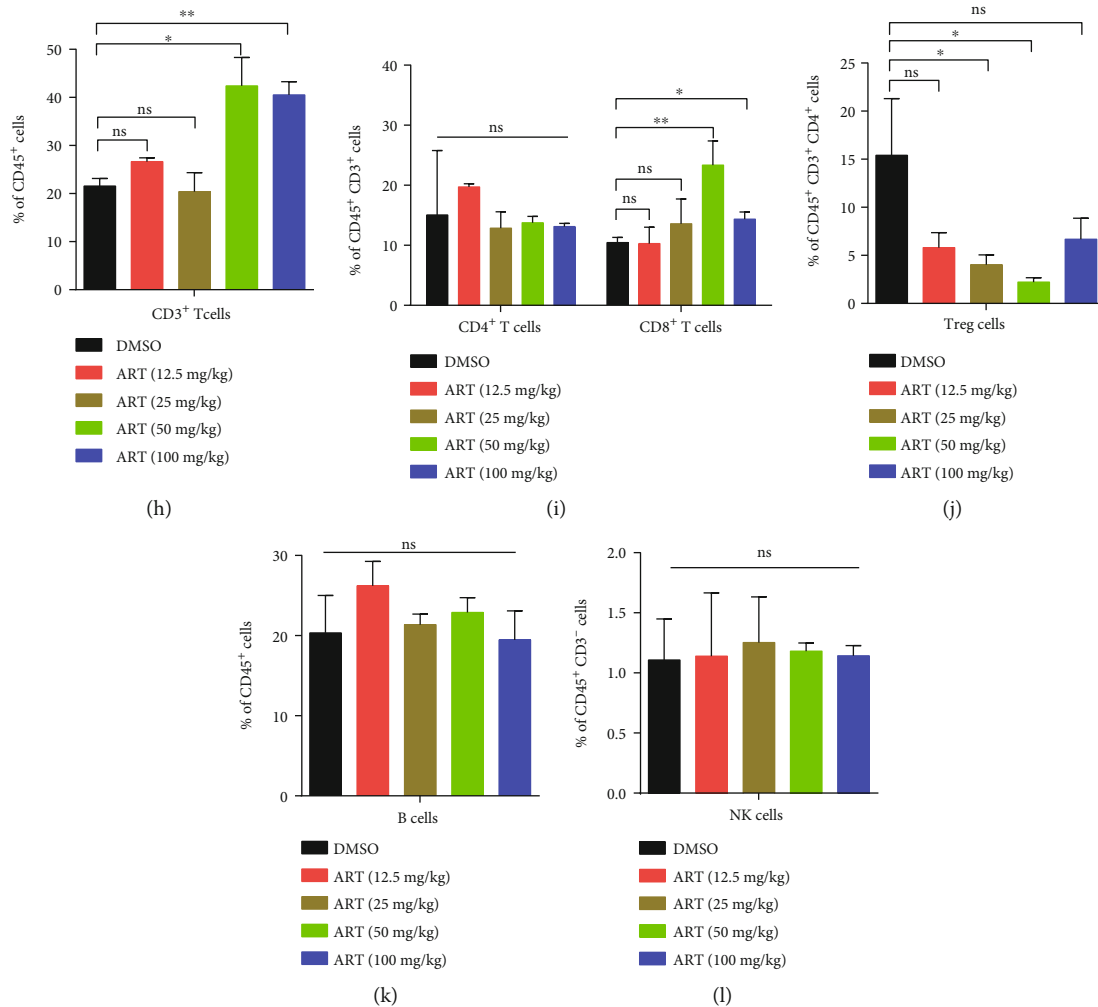 **
*
ns
ns
50
40
30
20
10
0
% of CD45+ cells
CD3+ Tcells
DMSO
ART (12.5 mg/kg)
ART (25 mg/kg)
ART (50 mg/kg)
ART (100 mg/kg)
(h)
ns
*
**
ns
ns
40
30
20
10
0
% of CD45+ CD3+ cells
CD4+ T cells
CD8+ T cells
DMSO
ART (12.5 mg/kg)
ART (25 mg/kg)
ART (50 mg/kg)
ART (100 mg/kg)
(i)
ns
*
*
ns
25
20
15
10
5
0
% of CD45+ CD3+ CD4+ cells
Treg cells
DMSO
ART (12.5 mg/kg)
ART (25 mg/kg)
ART (50 mg/kg)
ART (100 mg/kg)
(j)
ns
30
20
10
0
% of CD45+ cells
B cells
DMSO
ART (12.5 mg/kg)
ART (25 mg/kg)
ART (50 mg/kg)
ART (100 mg/kg)
(k)
ns
2.0
1.5
1.0
0.5
0.0
% of CD45+ CD3− cells
NK cells
DMSO
ART (12.5 mg/kg)
ART (25 mg/kg)
ART (50 mg/kg)
ART (100 mg/kg)
(l)